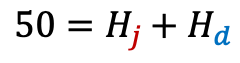 50 = H_j + H_d